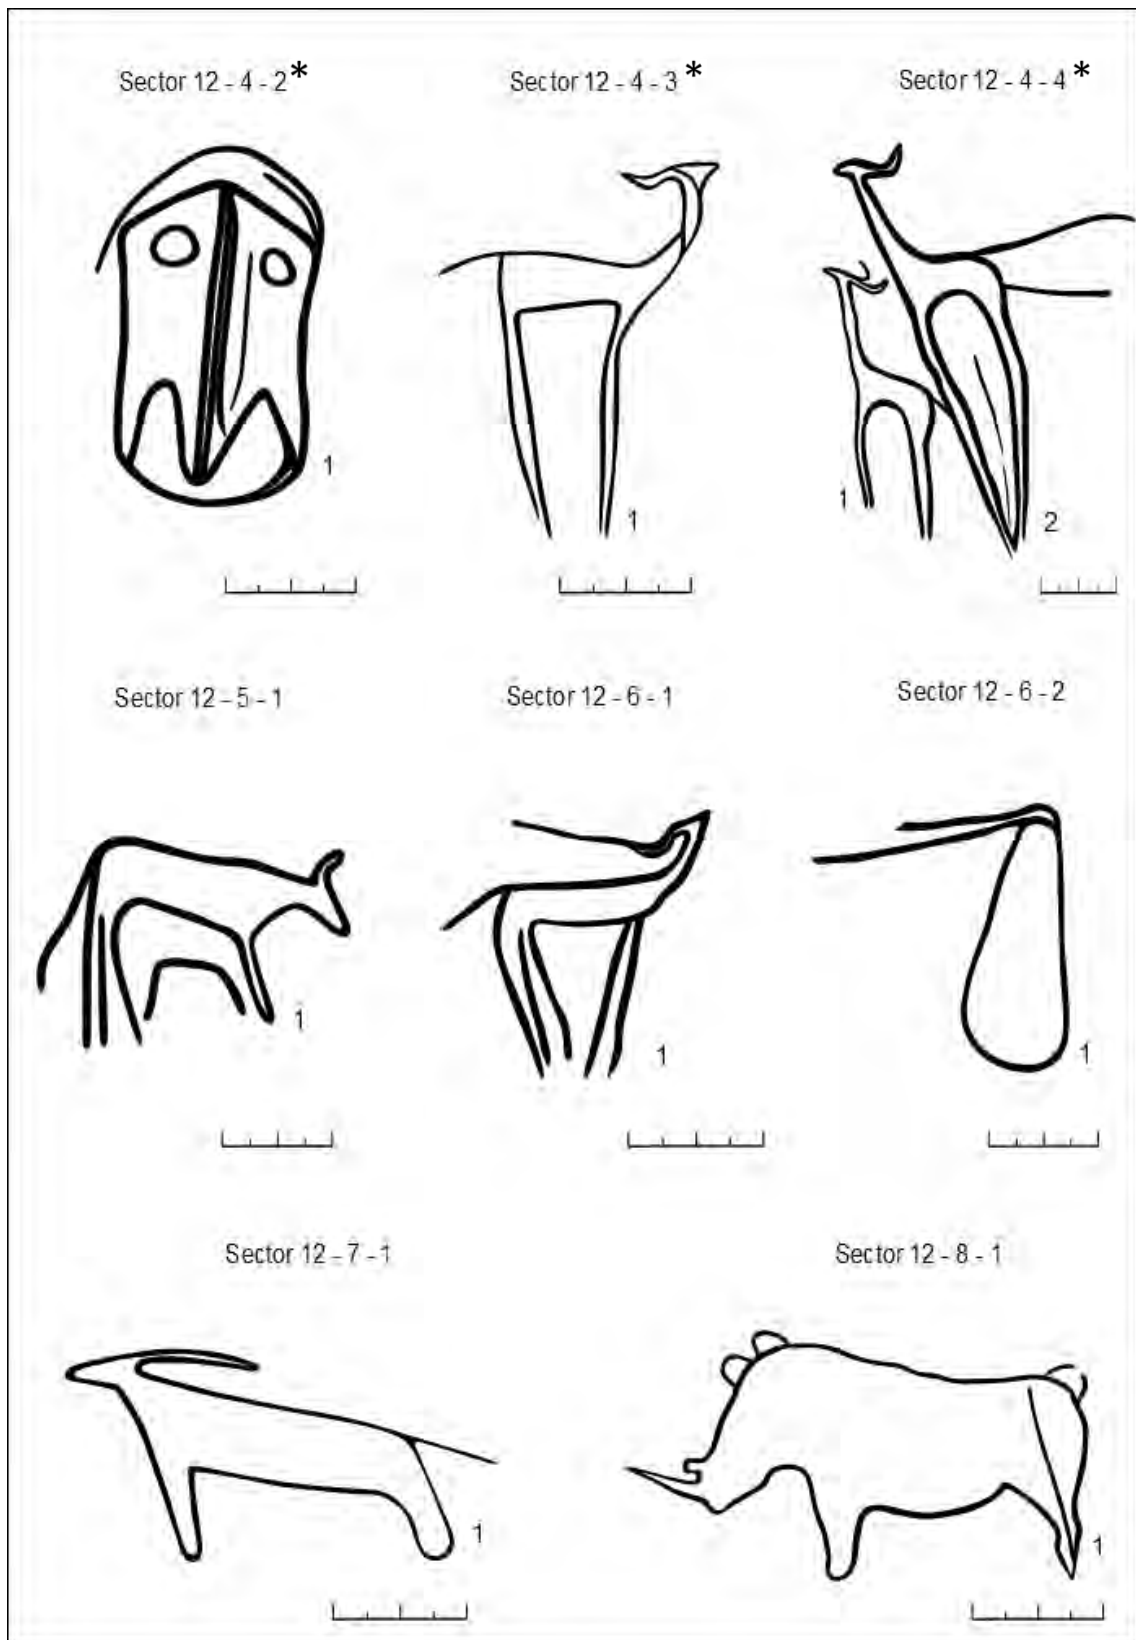 Sector 12 - 4 - 2*
Sector 12 - 4 - 3*
Sector 12 - 4 - 4*
1
1
1
2
Sector 12 - 5 - 1
Sector 12 - 6 - 1
Sector 12 - 6 - 2
1
1
1
Sector 12 - 7 - 1
Sector 12 - 8 - 1
1
1